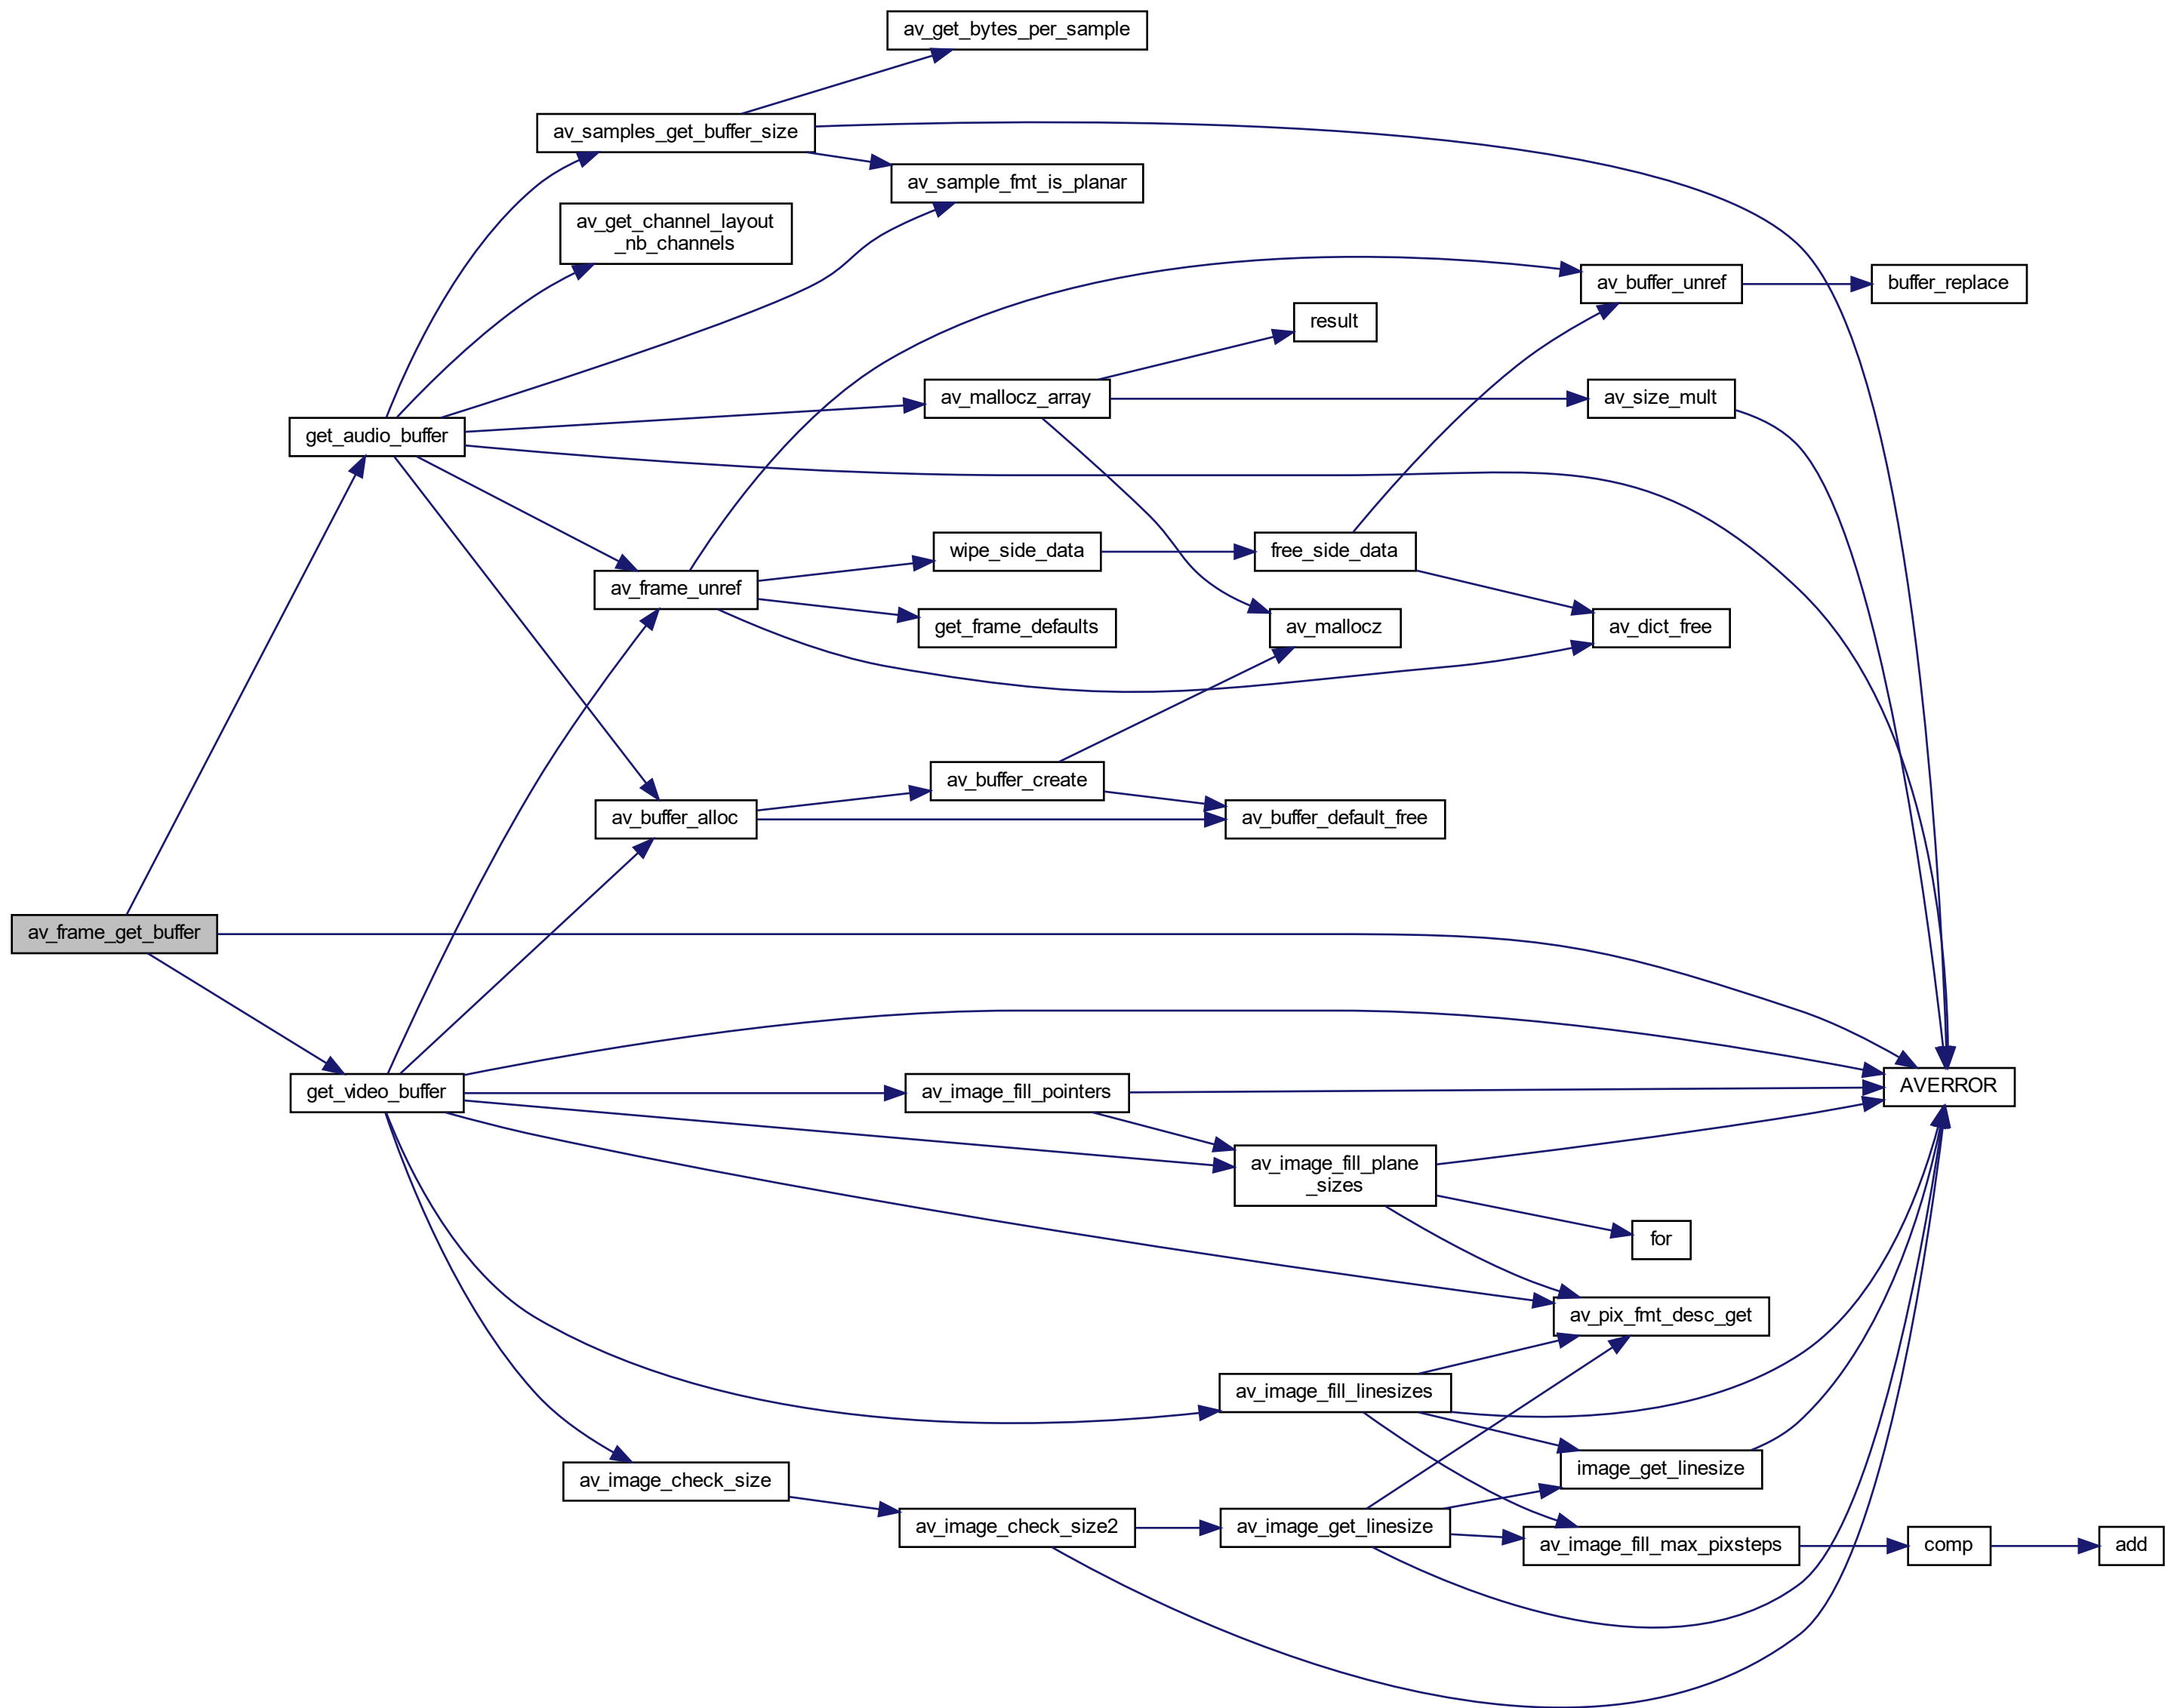 av_get_bytes_per_sample
av_samples_get_buffer_size
av_sample_fmt_is_planar
av_get_channel_layout
_nb_channels
av_buffer_unref
buffer_replace
result
av_mallocz_array
av_size_mult
get_audio_buffer
wipe_side_data
free_side_data
av_frame_unref
get_frame_defaults
av_mallocz
av_dict_free
av_buffer_create
av_buffer_alloc
av_buffer_default_free
av_frame_get_buffer
get_video_buffer
av_image_fill_pointers
AVERROR
av_image_fill_plane
_sizes
for
av_pix_fmt_desc_get
av_image_fill_linesizes
image_get_linesize
av_image_check_size
av_image_check_size2
av_image_get_linesize
av_image_fill_max_pixsteps
comp
add